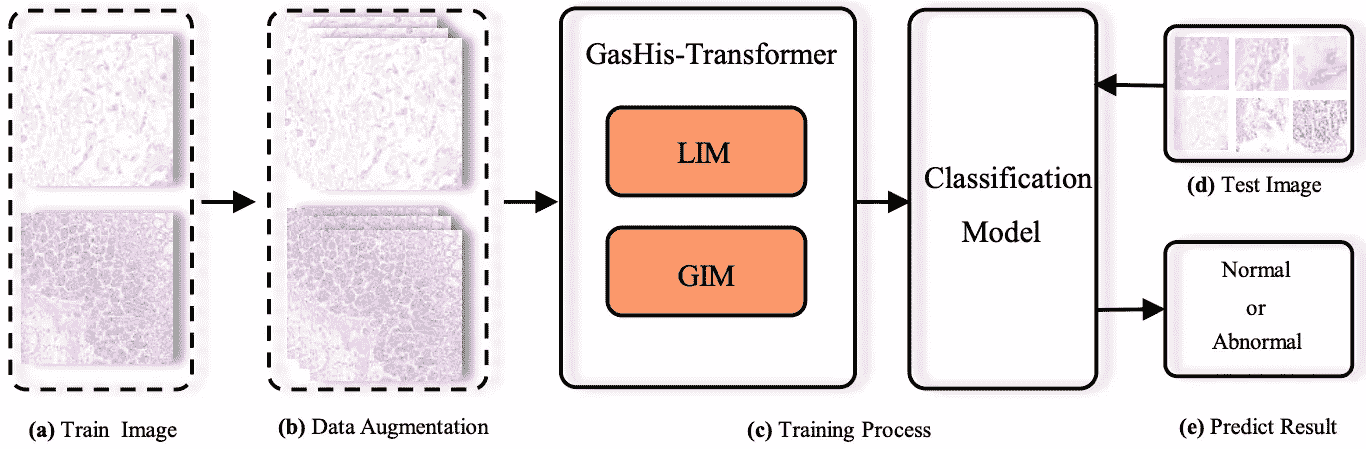 GasHis-Transformer
LIM
GIM
Classification
Model
(d) Test Image
Normal
or
Abnormal
(a) Train Image
(b) Data Augmentation
(c) Training Process
(e) Predict Result